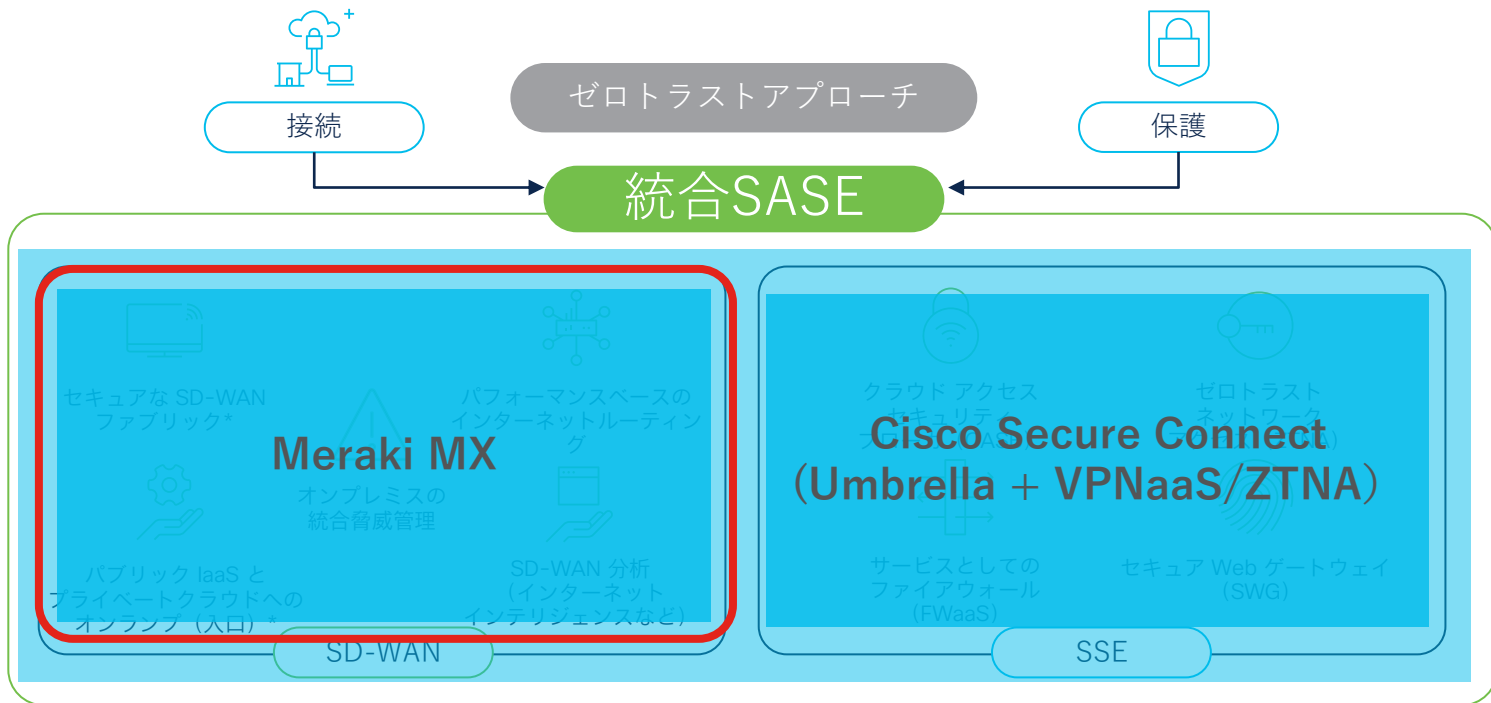 接続
ゼロトラストアプローチ
保護
統合SASE
セキュアな SD-WAN
ファブリック*
パフォーマンスベースの
インターネットルーティン
グ
Meraki MX
オンプレミスの
統合脅威管理
パブリック IaaS と
プライベートクラウドへの
オンランプ（入口）*
SD-WAN 分析
（インターネット
インテリジェンスなど）
SD-WAN
クラウド アクセス
セキュリティ
ゼロトラスト
ネットワーク
Cisco Secure Connect
(Umbrella + VPNaaS/ZTNA)
サービスとしての
ファイアウォール
（FWaaS）
セキュア Web ゲートウェイ
（SWG）
SSE